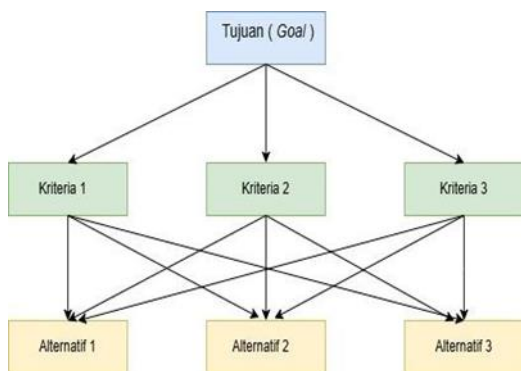 Tujuan ( Goal )
Kriteria 1
Kriteria 2
Kriteria 3
Alternatif 1
Alternatif 2
Alternatif 3